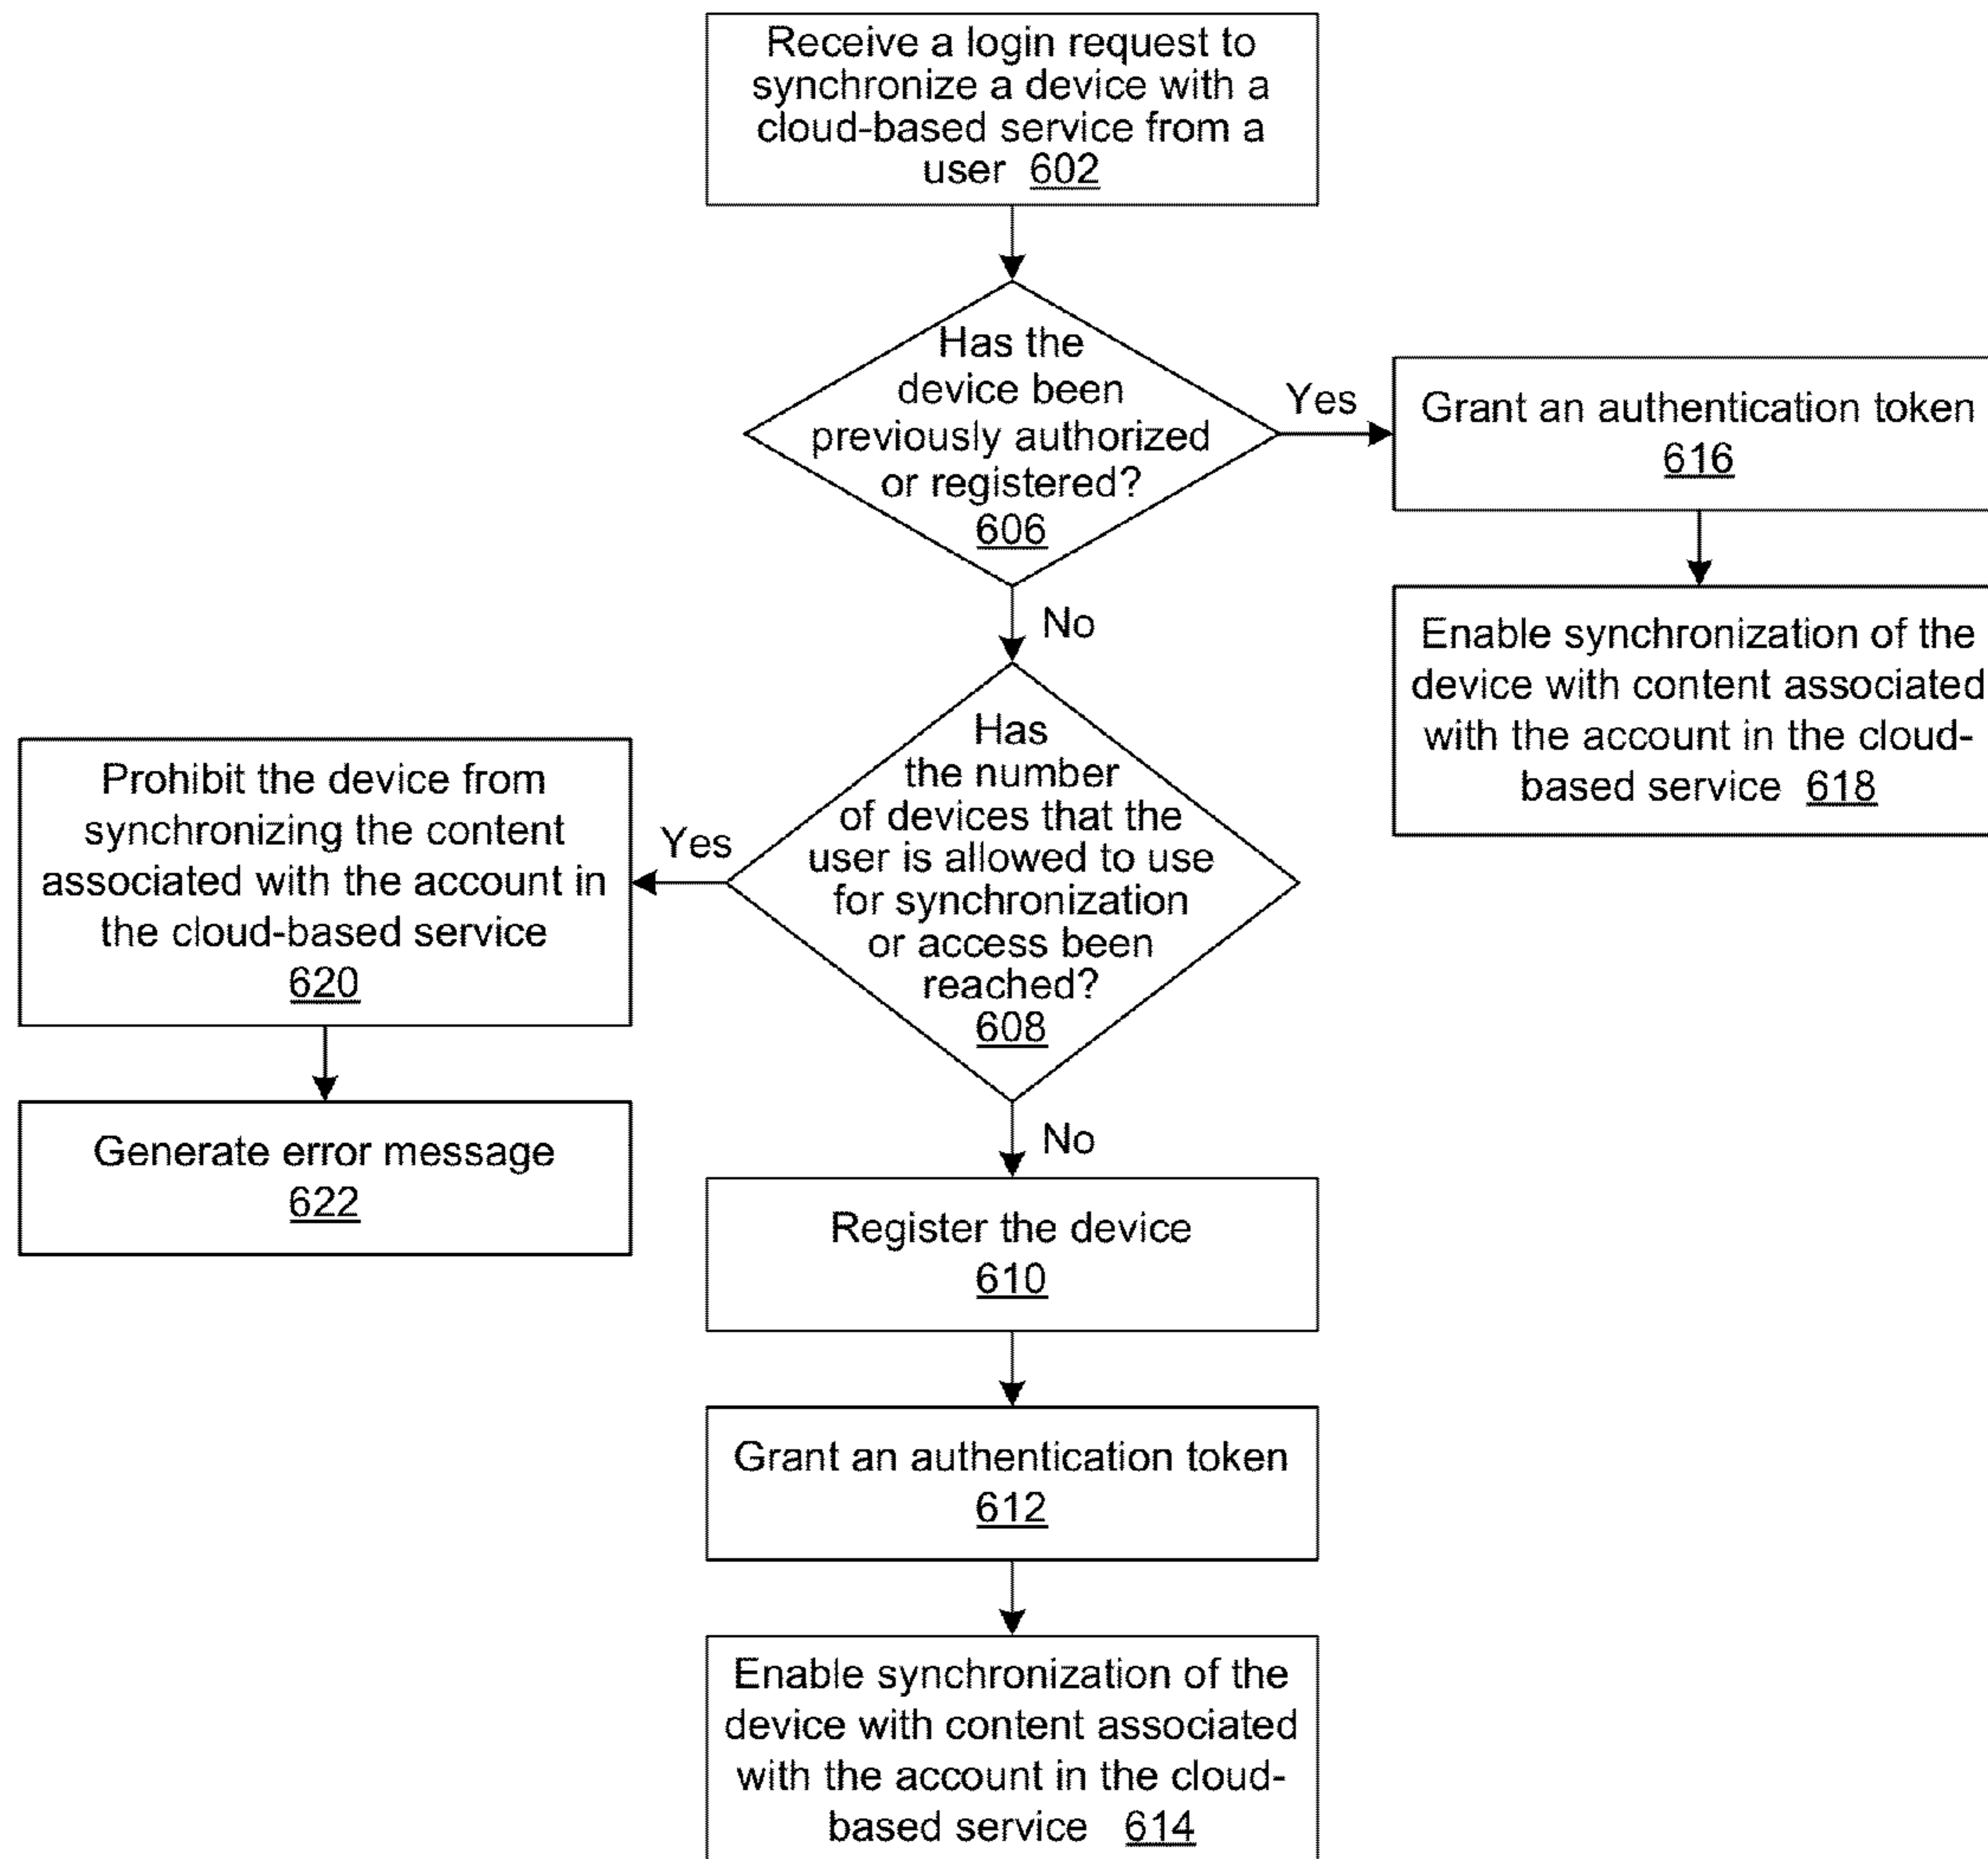 Receive a login request to
synchronize a device with a
cloud-based service from a
user 602
Has the
device been
previously authorized
or registered?
606
Yes
Grant an authentication token
616
Enable synchronization of the
device with content associated
with the account in the cloud-
based service 618
No
Has
the number
of devices that the
user is allowed to use
for synchronization
or access been
reached?
608
Yes
Prohibit the device from
synchronizing the content
associated with the account in
the cloud-based service
620
Generate error message
622
No
Register the device
610
Grant an authentication token
612
Enable synchronization of the
device with content associated
with the account in the cloud-
based service 614